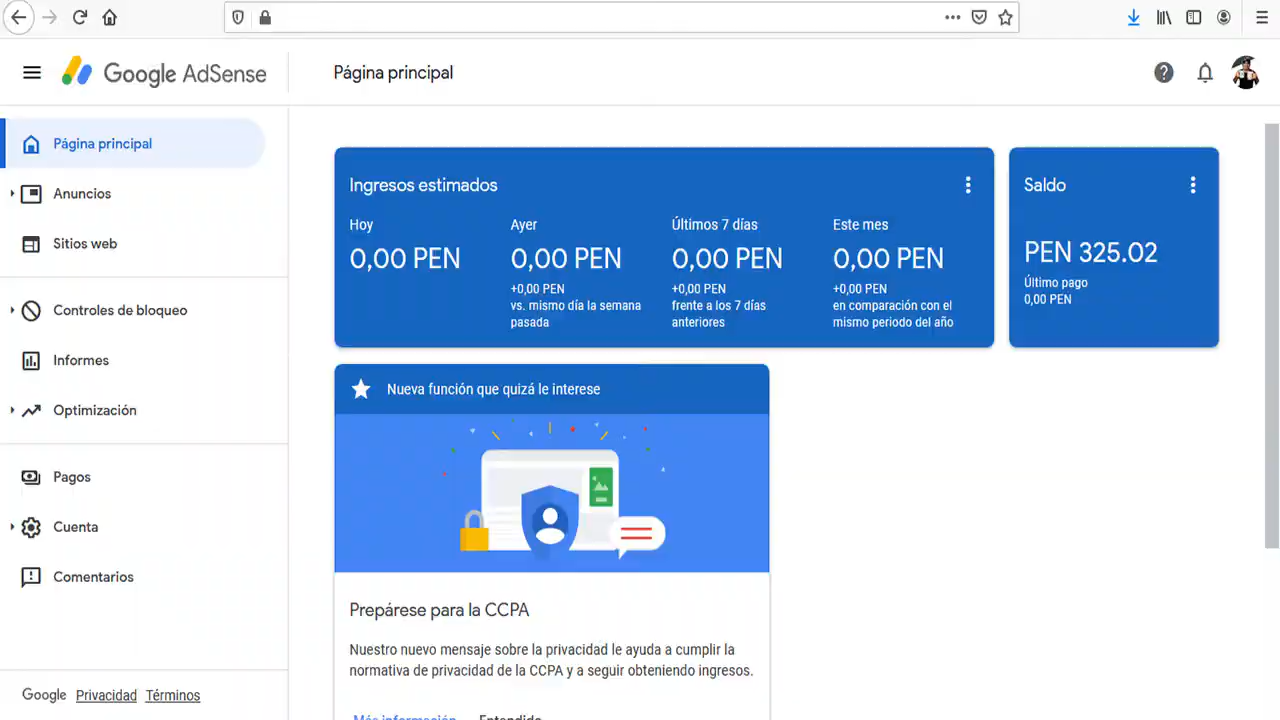 Google AdSense
Página principal
Página principal
Anuncios
Sitios web
Controles de bloqueo
Informes
Optimización
Pagos
Cuenta
Comentarios
Google Privacidad Términos
Ingresos estimados
Hoy
0,00 PEN
Ayer
0,00 PEN
+0,00 PEN
vs. mismo día la semana
pasada
Últimos 7 días
0,00 PEN
+0,00 PEN
frente a los 7 días
anteriores
Este mes
0,00 PEN
+0,00 PEN
en comparación con el
mismo periodo del año
Saldo
PEN 325.02
Último pago
0,00 PEN
Nueva función que quizá le interese
Prepárese para la CCPA
Nuestro nuevo mensaje sobre la privacidad le ayuda a cumplir la
normativa de privacidad de la CCPA y a seguir obteniendo ingresos.
Más información Entendido